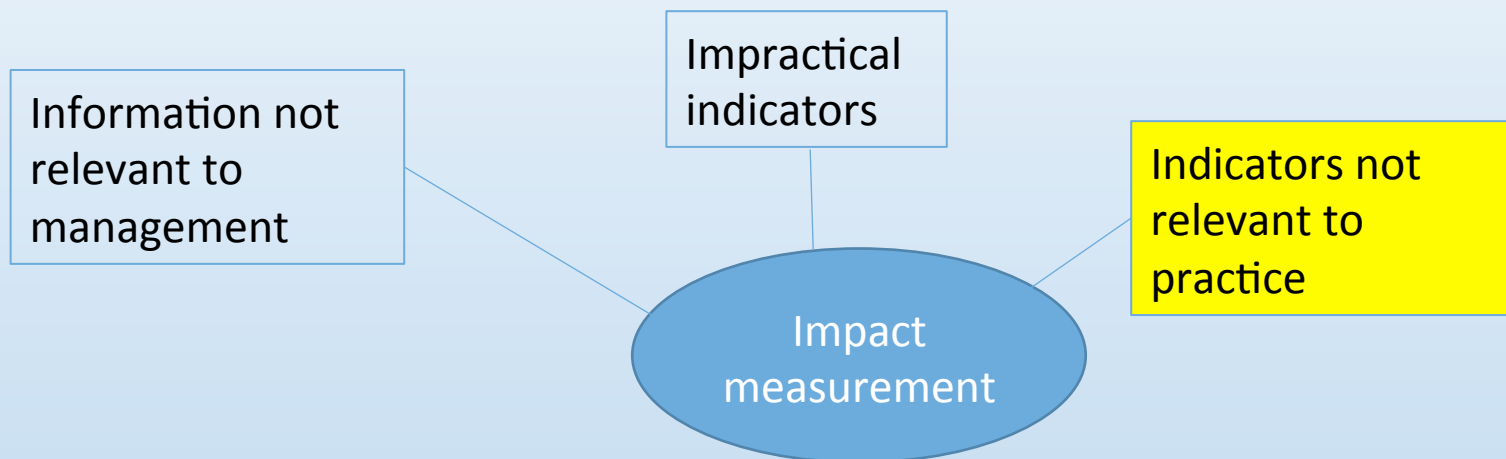 Information not
relevant to
management
Impractical
indicators
Indicators not
relevant to
practice
Impact
measurement